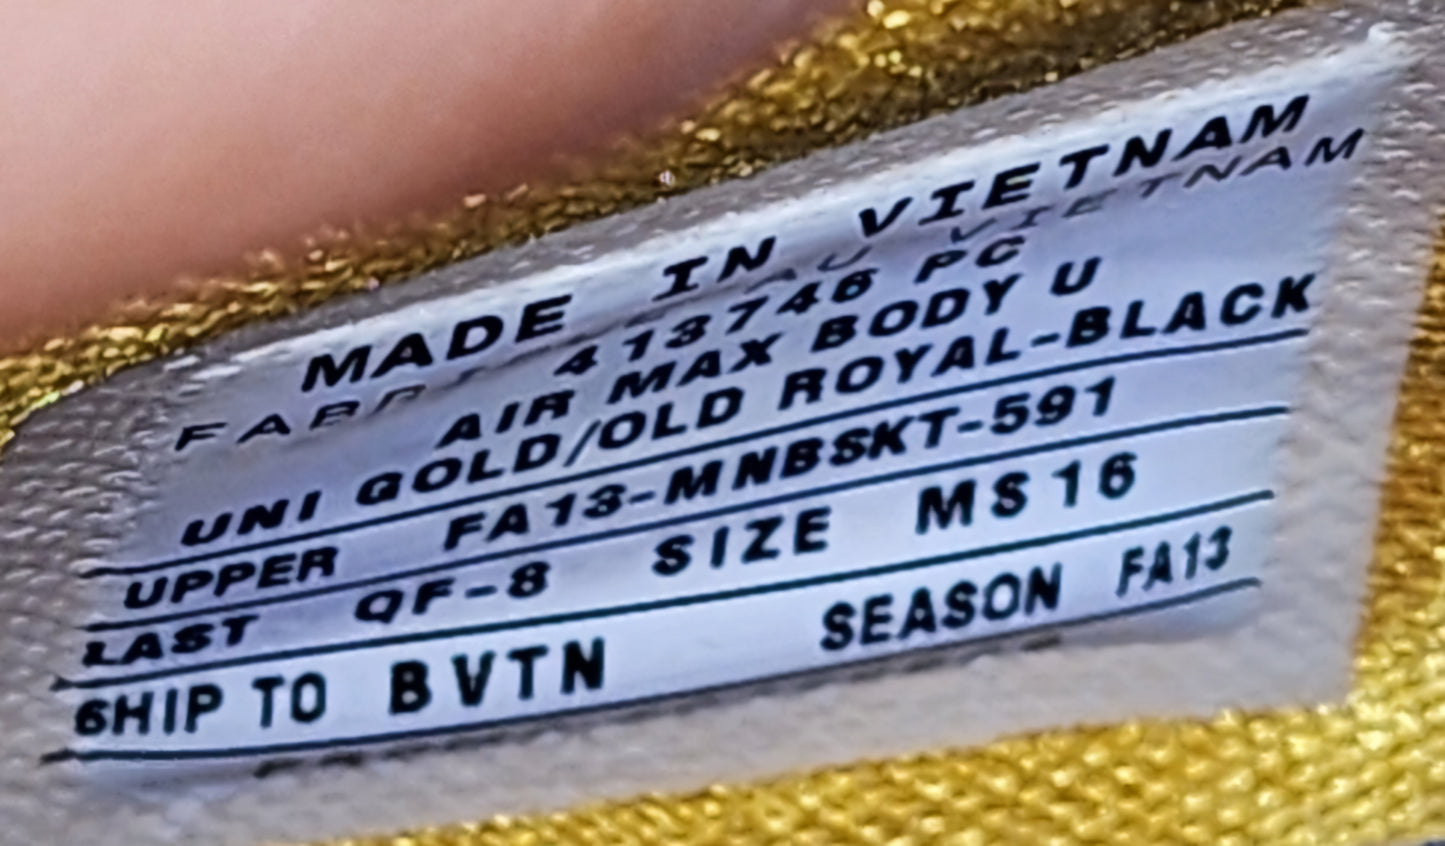 MADE IN VIETNAM
VIETNAM
413746 PC
AIR MAX BODY U
UNI GOLD/OLD ROYAL-BLACK
UPPER FA13-MNBSKT-591
LAST QF-8 SIZE MS16
SHIP TO BVTN SEASON FA13